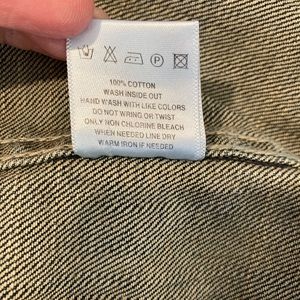 P
100% COTTON
WASH INSIDE OUT
HAND WASH WITH LIKE COLORS
DO NOT WRING OR TWIST
ONLY NON CHLORINE BLEACH
WHEN NEEDED LINE DRY
WARM IRON IF NEEDED